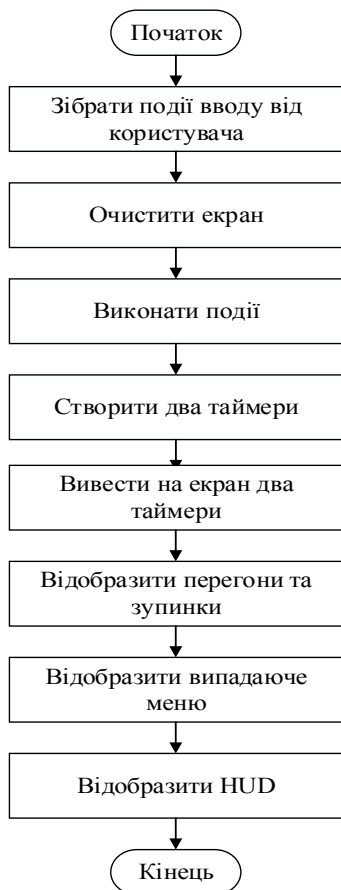 Початок
Зібрати події вводу від
користувача
Очистити екран
Виконати події
Створити два таймери
Вивести на екран два
таймери
Відобразити перегони та
зупинки
Відобразити випадаюче
меню
Відобразити HUD
Кінець